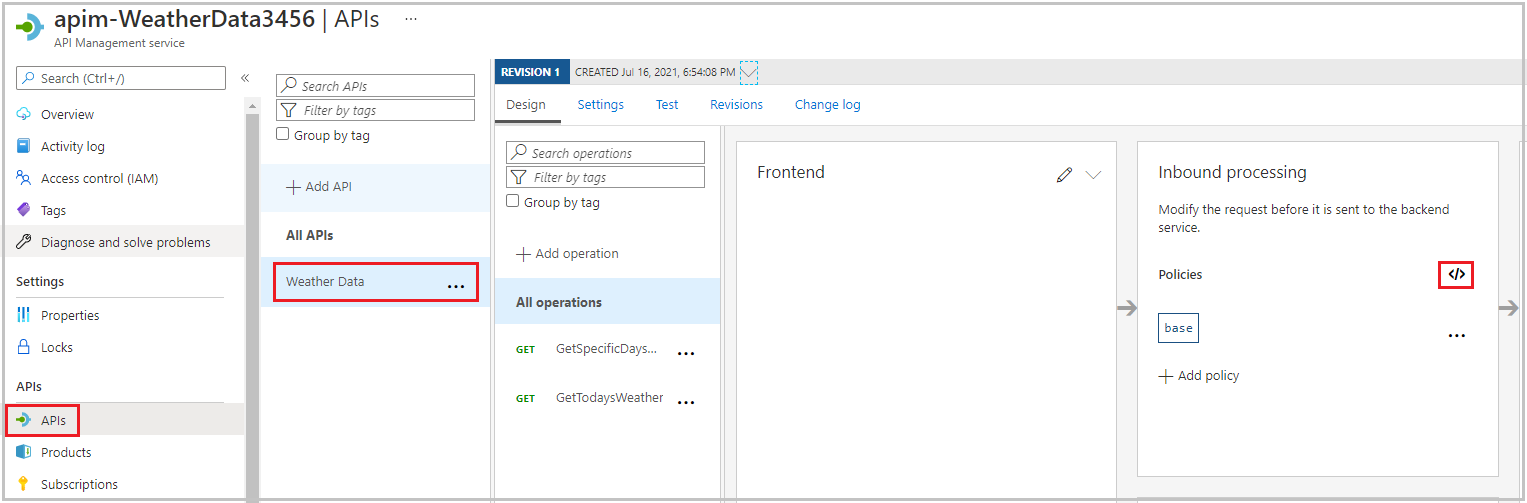 apim-WeatherData3456 | APIs ...
API Management service
Search (Ctrl+/)
«
Overview
Activity log
Access control (IAM)
Tags
Diagnose and solve problems
Settings
Properties
Locks
APIs
APIs
Products
Subscriptions
Search APIs
Filter by tags
Group by tag
+ Add API
All APIs
Weather Data ...
REVISION 1 CREATED Jul 16, 2021, 6:54:08 PM
Design Settings Test Revisions Change log
Search operations
Filter by tags
Group by tag
+ Add operation
All operations
GET GetSpecificDays... ...
GET GetTodaysWeather ...
Frontend
Inbound processing
Modify the request before it is sent to the backend
service.
Policies </>
base ...
+ Add policy